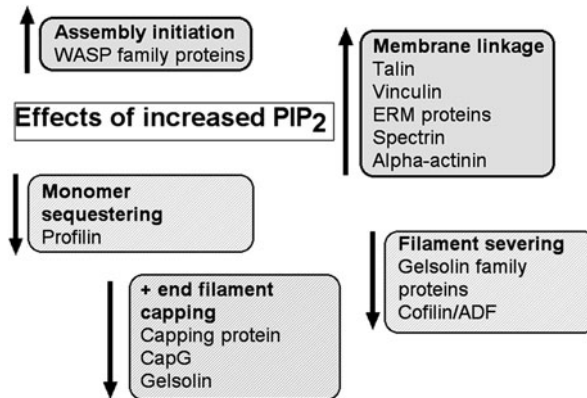 Assembly initiation
WASP family proteins
Membrane linkage
Talin
Vinculin
ERM proteins
Spectrin
Alpha-actinin
Effects of increased PIP2
Monomer
sequestering
Profilin
Filament severing
Gelsolin family
proteins
Cofilin/ADF
+ end filament
capping
Capping protein
CapG
Gelsolin